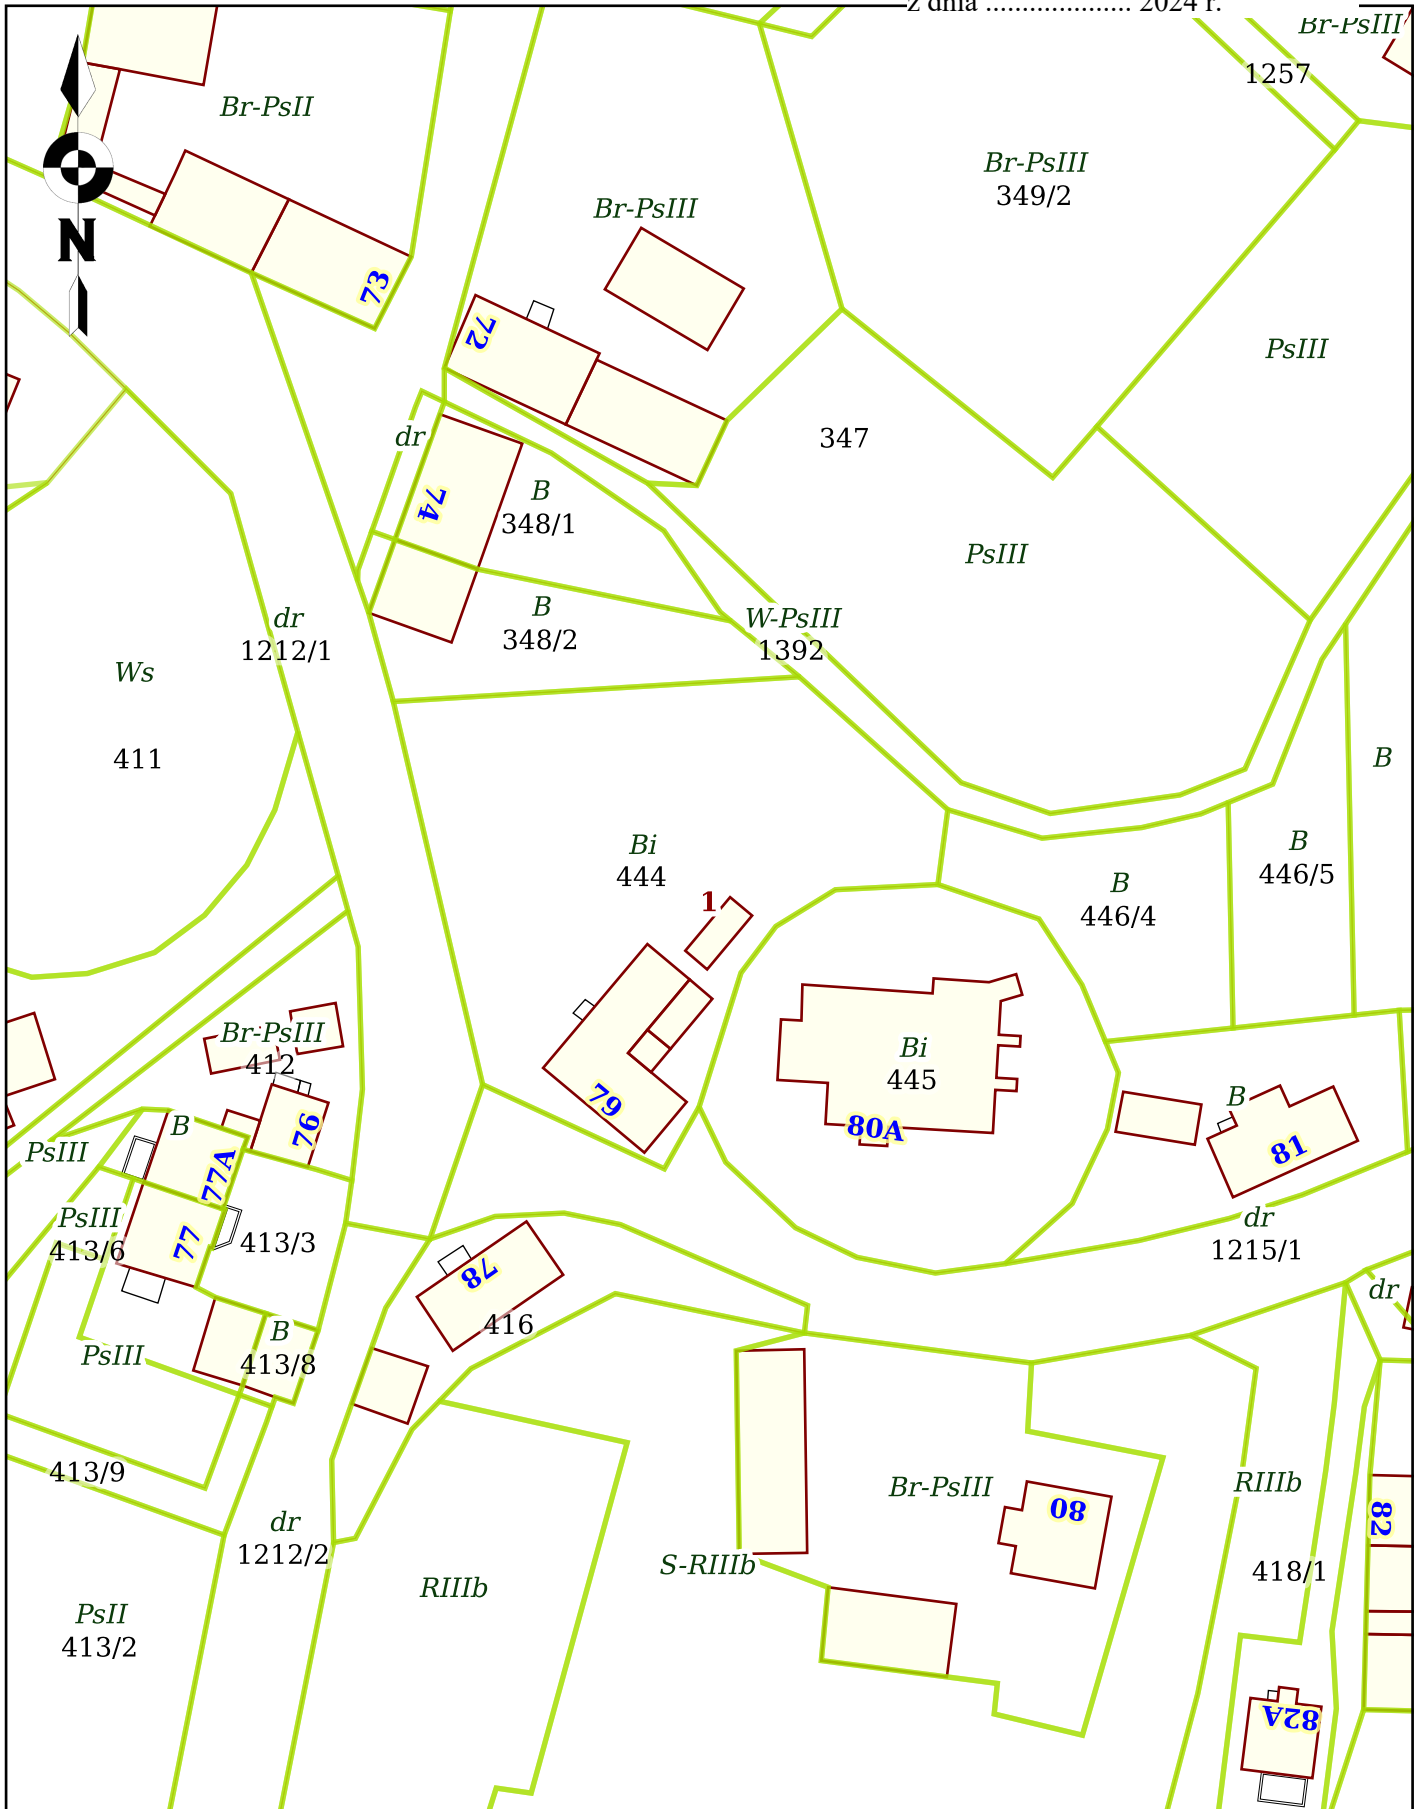 z dnia .................... 2024 r.
Br-PsIII
1257
Br-PsII
Br-PsIII
349/2
Br-PsIII
N
73
72
PsIII
dr
347
74
B
348/1
PsIII
B
348/2
dr
1212/1
W-PsIII
1392
Ws
411
B
Bi
444
B
446/5
B
446/4
1
Br-PsIII
412
Bi
445
79
76
80A
B
81
B
PsIII
77A
PsIII
413/6
77
413/3
dr
1215/1
78
416
dr
B
413/8
PsIII
413/9
Br-PsIII
80
RIIIb
82
dr
1212/2
S-RIIIb
RIIIb
418/1
PsII
413/2
82A